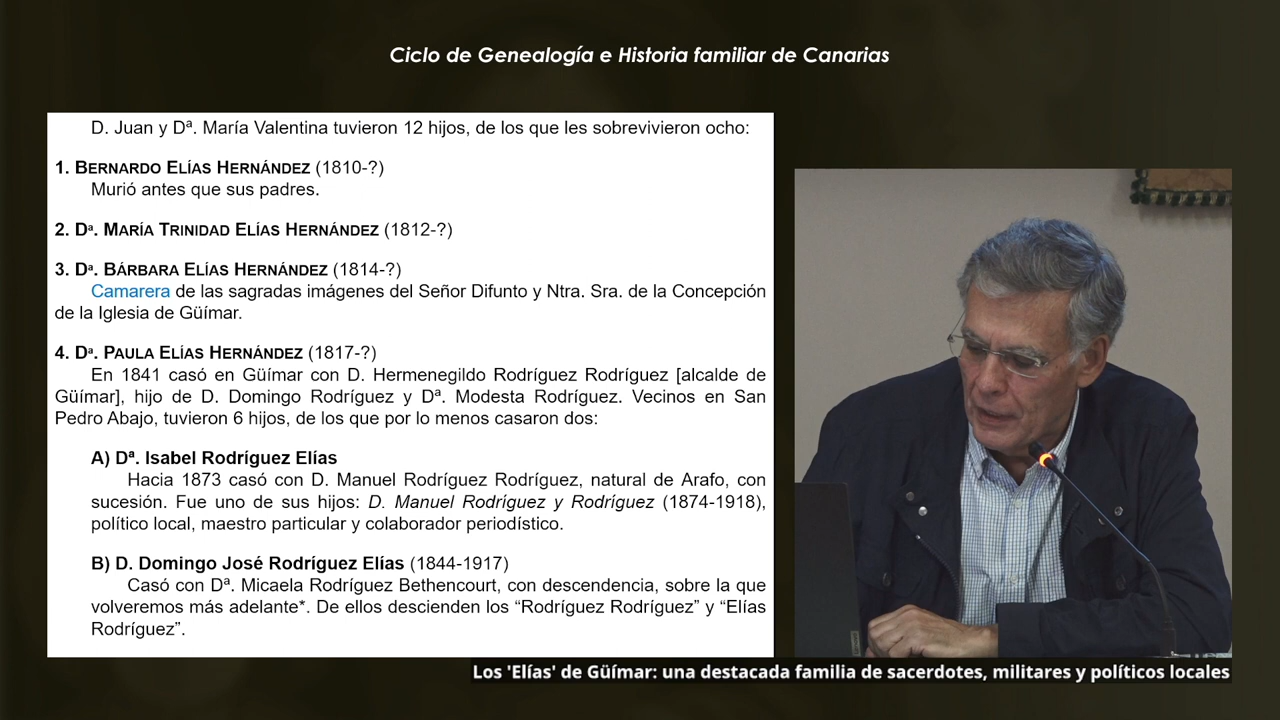 Ciclo de Genealogía e Historia familiar de Canarias
D. Juan y Dª. María Valentina tuvieron 12 hijos, de los que les sobrevivieron ocho:
1. BERNARDO ELÍAS HERNÁNDEZ (1810-?)
Murió antes que sus padres.
2. Dª. MARÍA TRINIDAD ELÍAS HERNÁNDEZ (1812-?)
3. Dª. BÁRBARA ELÍAS HERNÁNDEZ (1814-?)
Camarera de las sagradas imágenes del Señor Difunto y Ntra. Sra. de la Concepción
de la Iglesia de Güímar.
4. Dª. PAULA ELÍAS HERNÁNDEZ (1817-?)
En 1841 casó en Güímar con D. Hermenegildo Rodríguez Rodríguez [alcalde de
Güímar], hijo de D. Domingo Rodríguez y Dª. Modesta Rodríguez. Vecinos en San
Pedro Abajo, tuvieron 6 hijos, de los que por lo menos casaron dos:
A) Dª. Isabel Rodríguez Elías
Hacia 1873 casó con D. Manuel Rodríguez Rodríguez, natural de Arafo, con
sucesión. Fue uno de sus hijos: D. Manuel Rodríguez y Rodríguez (1874-1918),
político local, maestro particular y colaborador periodístico.
B) D. Domingo José Rodríguez Elías (1844-1917)
Casó con Dª. Micaela Rodríguez Bethencourt, con descendencia, sobre la que
volveremos más adelante*. De ellos descienden los “Rodríguez Rodríguez” y “Elías
Rodríguez”.
Los 'Elías' de Güímar: una destacada familia de sacerdotes, militares y políticos locales